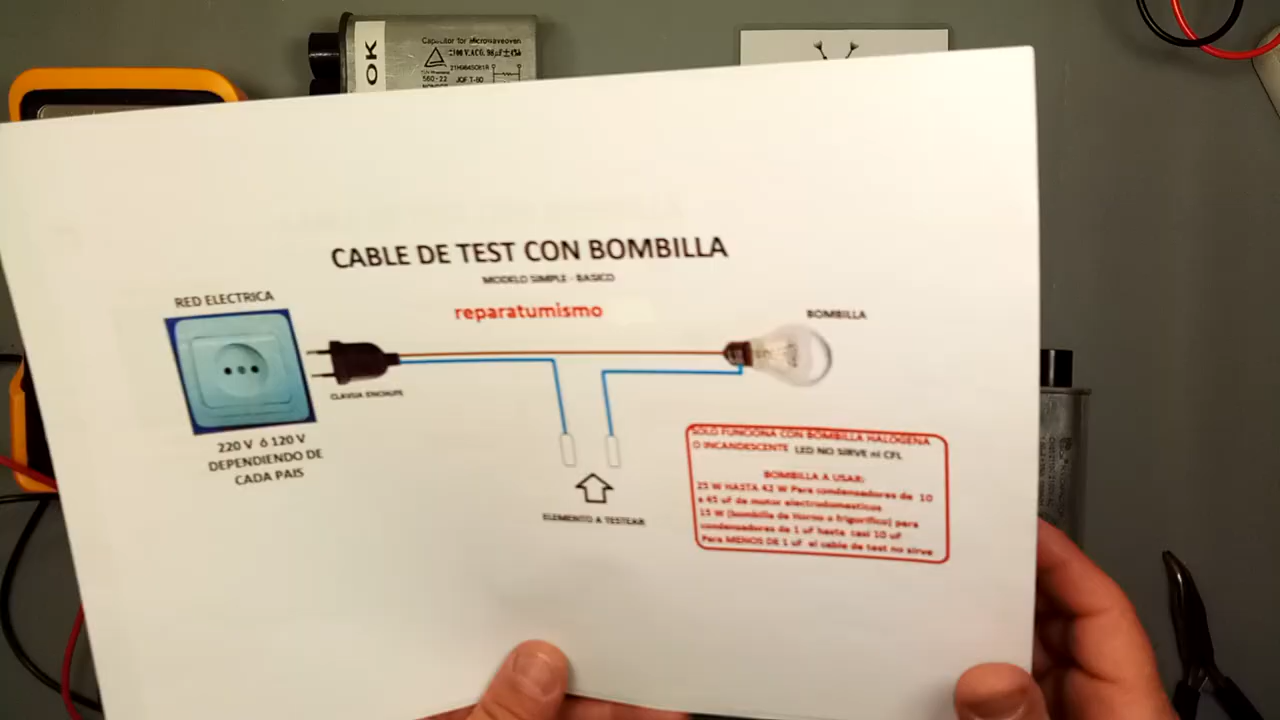 OK
Capacitor for Microwaveoven
560-22 JQF T-80
CABLE DE TEST CON BOMBILLA
MODELO SIMPLE - BASICO
reparatumismo
RED ELECTRICA
BOMBILLA
CLAVIJA ENCHUFE
220 V ó 120 V
DEPENDIENDO DE
CADA PAIS
ELEMENTO A TESTEAR
SOLO FUNCIONA CON BOMBILLA HALOGENA
O INCANDESCENTE LED NO SIRVE ni CFL
BOMBILLA A USAR:
25 W HASTA 42 W Para condensadores de 10
a 45 uf de motor electrodomesticos
15 W (bombilla de Horno o frigorifico) para
condensadores de 1 uf hasta casi 10 uf
Para MENOS DE 1 uf el cable de test no sirve